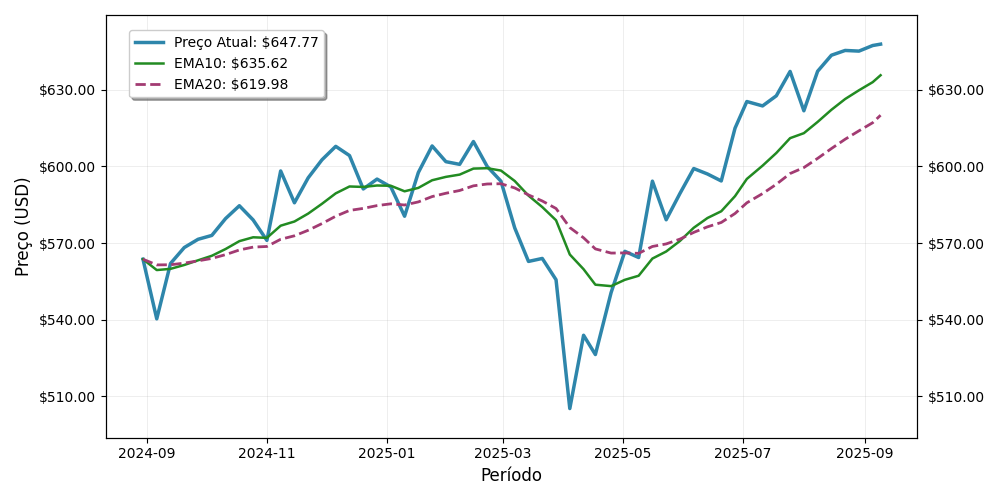 Preço Atual: $647.77
EMA10: $635.62
EMA20: $619.98
Preço (USD)
$630.00
$600.00
$570.00
$540.00
$510.00
$630.00
$600.00
$570.00
$540.00
$510.00
2024-09 2024-11 2025-01 2025-03 2025-05 2025-07 2025-09
Período